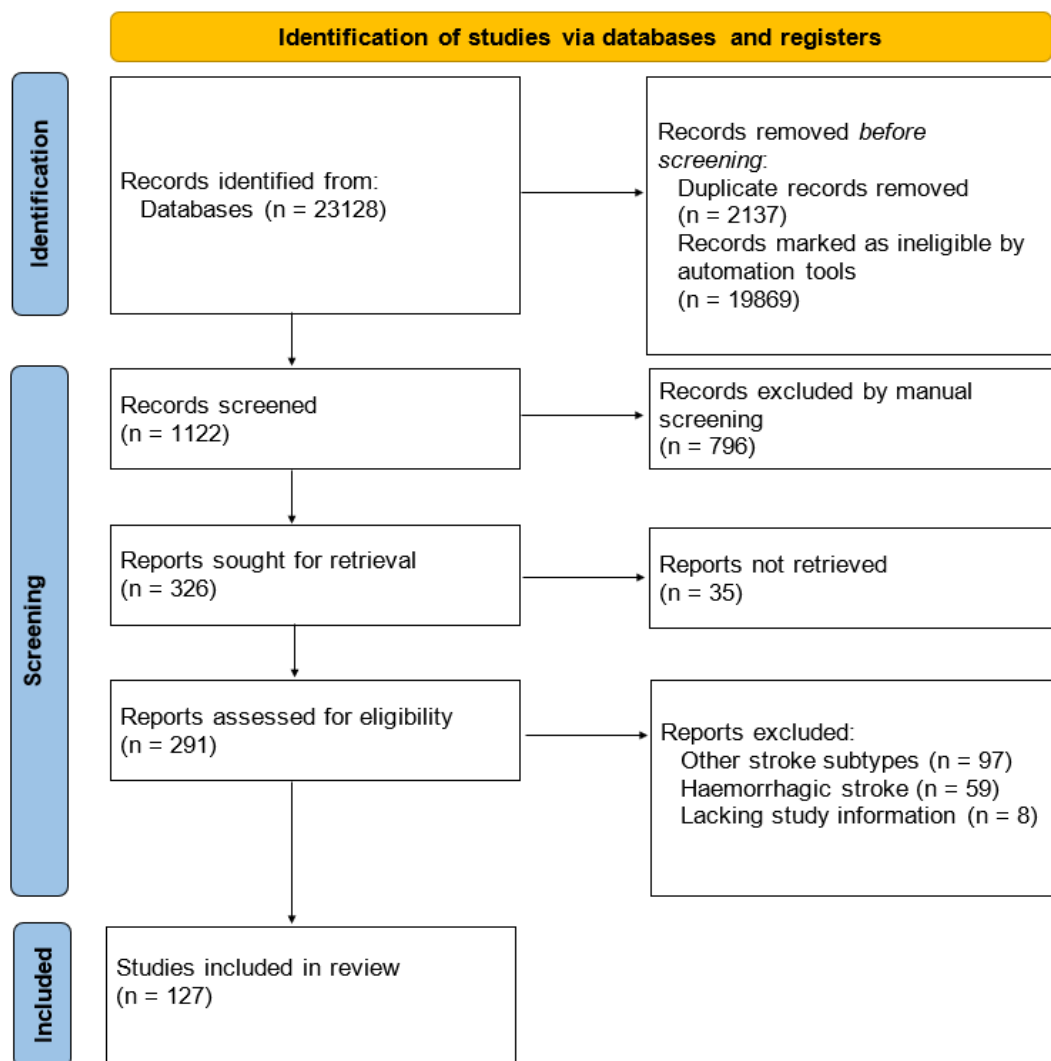 Identification of studies via databases and registers
Identification
Records identified from:
Databases (n = 23128)
Records removed before
screening:
Duplicate records removed
(n = 2137)
Records marked as ineligible by
automation tools
(n = 19869)
Screening
Records screened
(n = 1122)
Records excluded by manual
screening
(n = 796)
Reports sought for retrieval
(n = 326)
Reports not retrieved
(n = 35)
Reports assessed for eligibility
(n = 291)
Reports excluded:
Other stroke subtypes (n = 97)
Haemorrhagic stroke (n = 59)
Lacking study information (n = 8)
Included
Studies included in review
(n = 127)